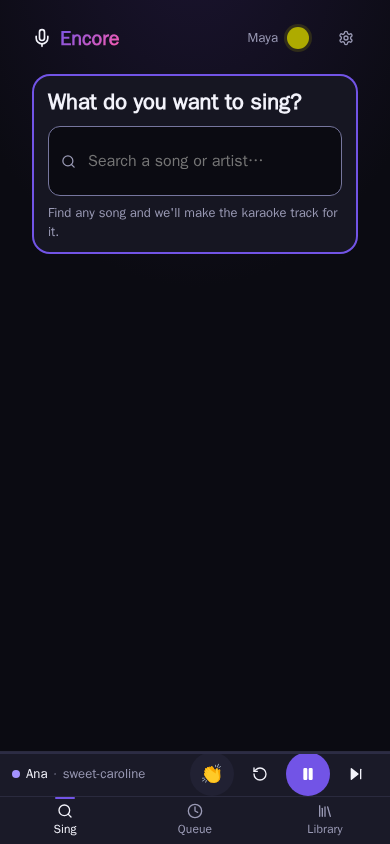 Encore
Maya
What do you want to sing?
Search a song or artist…
Find any song and we'll make the karaoke track for
it.
Ana · sweet-caroline
Sing
Queue
Library